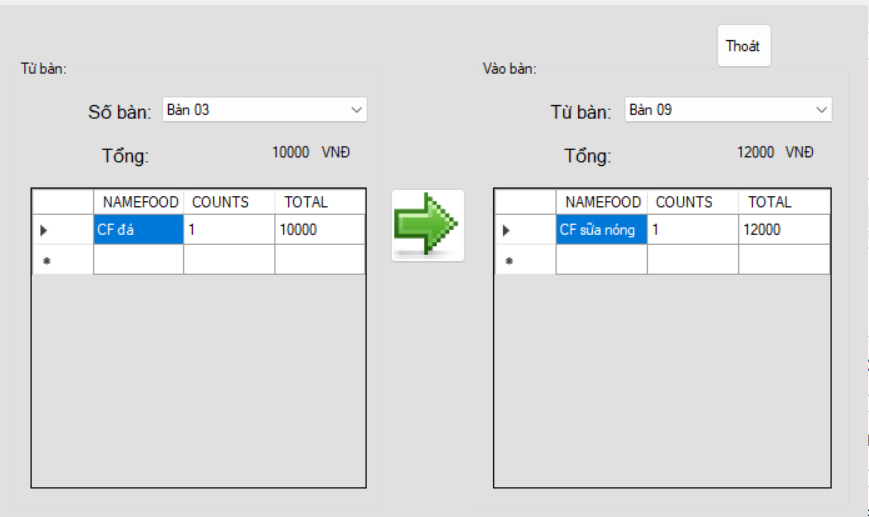 Thoát
Từ bàn:
Số bàn: Bàn 03
Tổng: 10000 VNĐ
NAMEFOOD COUNTS TOTAL
CF đá 1 10000
Vào bàn:
Từ bàn: Bàn 09
Tổng: 12000 VNĐ
NAMEFOOD COUNTS TOTAL
CF sữa nóng 1 12000